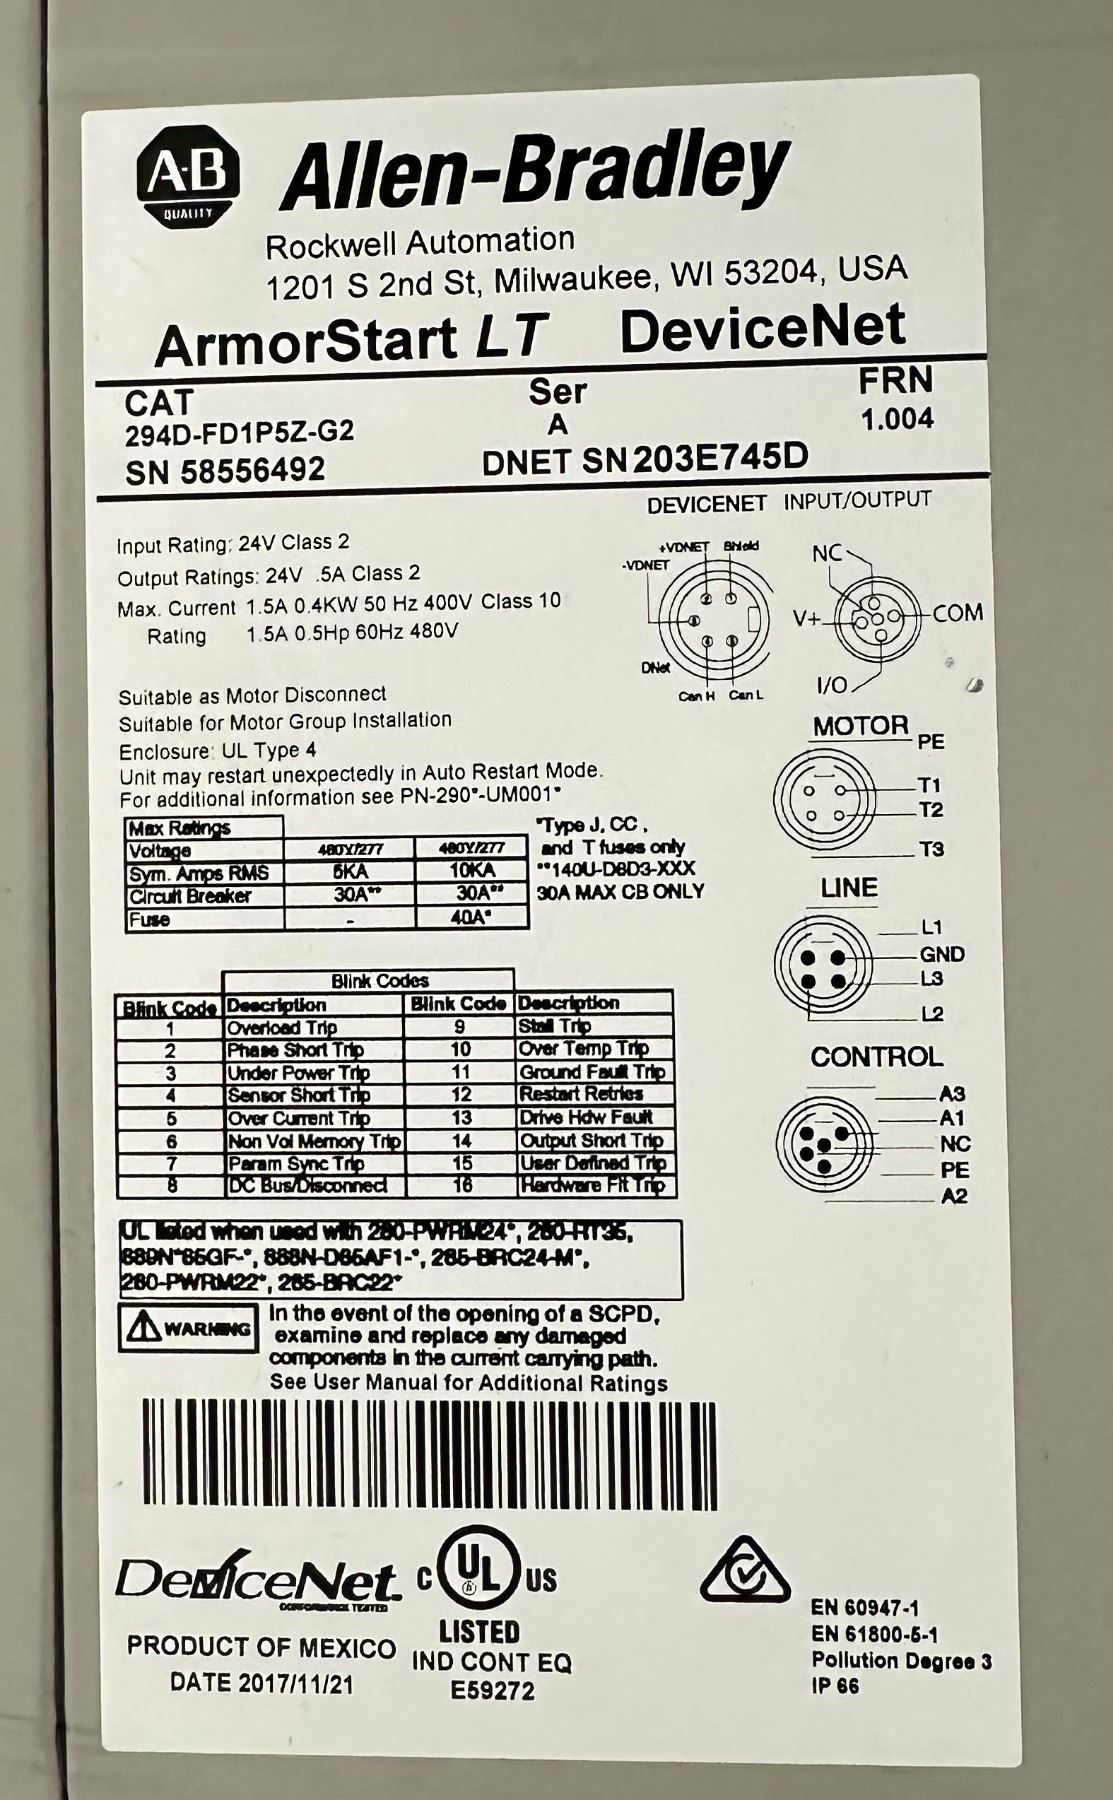 A-B
QUALITY
Allen-Bradley
Rockwell Automation
1201 S 2nd St, Milwaukee, WI 53204, USA
ArmorStart LT DeviceNet
CAT Ser FRN
294D-FD1P5Z-G2 A 1.004
SN 58556492 DNET SN 203E745D
DEVICENET INPUT/OUTPUT
Input Rating: 24V Class 2
Output Ratings: 24V .5A Class 2
Max. Current 1.5A 0.4KW 50 Hz 400V Class 10
Rating 1.5A 0.5Hp 60Hz 480V
+VDNET Shield
-VDNET
2 1
4
DNet
Can H Can L
NC
V+ COM
I/O
Suitable as Motor Disconnect
Suitable for Motor Group Installation
Enclosure: UL Type 4
Unit may restart unexpectedly in Auto Restart Mode.
For additional information see PN-290*-UM001*
MOTOR
PE
T1
T2
T3
Max Ratings
Voltage 480Y/277 480Y/277
Sym. Amps RMS 5KA 10KA
Circuit Breaker 30A** 30A**
Fuse - 40A*
*Type J, CC,
and T fuses only
**140U-D6D3-XXX
30A MAX CB ONLY
LINE
L1
GND
L3
L2
Blink Codes
Blink Code Description Blink Code Description
1 Overload Trip 9 Stall Trip
2 Phase Short Trip 10 Over Temp Trip
3 Under Power Trip 11 Ground Fault Trip
4 Sensor Short Trip 12 Restart Retries
5 Over Current Trip 13 Drive Hdw Fault
6 Non Vol Memory Trip 14 Output Short Trip
7 Param Sync Trip 15 User Defined Trip
8 DC Bus/Disconnect 16 Hardware Flt Trip
CONTROL
A3
A1
NC
PE
A2
UL listed when used with 280-PWRM24*, 280-RT35,
889N-*65GF-*, 888N-D65AF1-*, 285-BRC24-M*,
280-PWRM22*, 285-BRC22*
WARNING
In the event of the opening of a SCPD,
examine and replace any damaged
components in the current carrying path.
See User Manual for Additional Ratings
DeviceNet
CONFORMANCE TESTED
C UL US
LISTED
IND CONT EQ
E59272
PRODUCT OF MEXICO
DATE 2017/11/21
EN 60947-1
EN 61800-5-1
Pollution Degree 3
IP 66